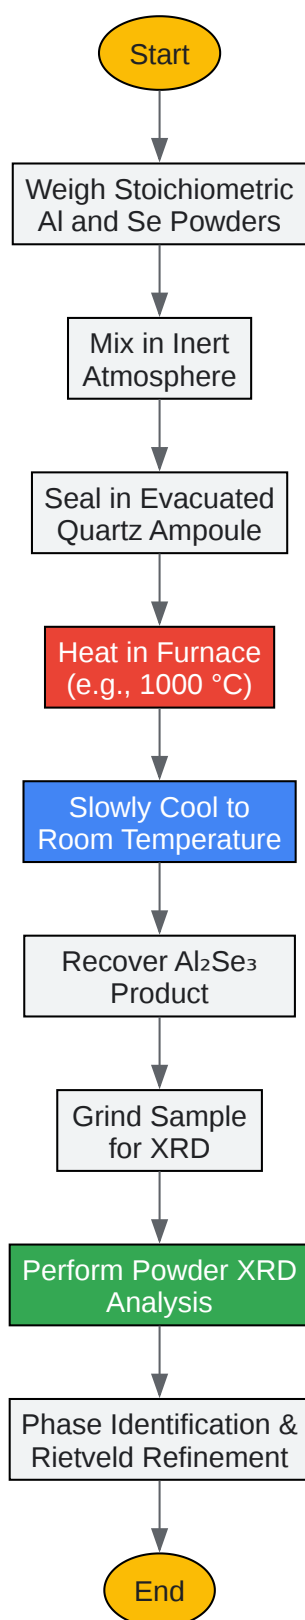 Start
Weigh Stoichiometric
Al and Se Powders
Mix in Inert
Atmosphere
Seal in Evacuated
Quartz Ampoule
Heat in Furnace
(e.g., 1000 °C)
Slowly Cool to
Room Temperature
Recover Al₂Se₃
Product
Grind Sample
for XRD
Perform Powder XRD
Analysis
Phase Identification &
Rietveld Refinement
End